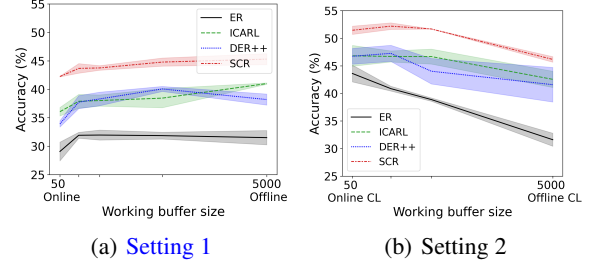 Accuracy (%)
55
50
45
40
35
30
25
ER
ICARL
DER++
SCR
50
Online
5000
Offline
Working buffer size
(a) Setting 1
Accuracy (%)
55
50
45
40
35
30
25
ER
ICARL
DER++
SCR
50
Online CL
5000
Offline CL
Working buffer size
(b) Setting 2